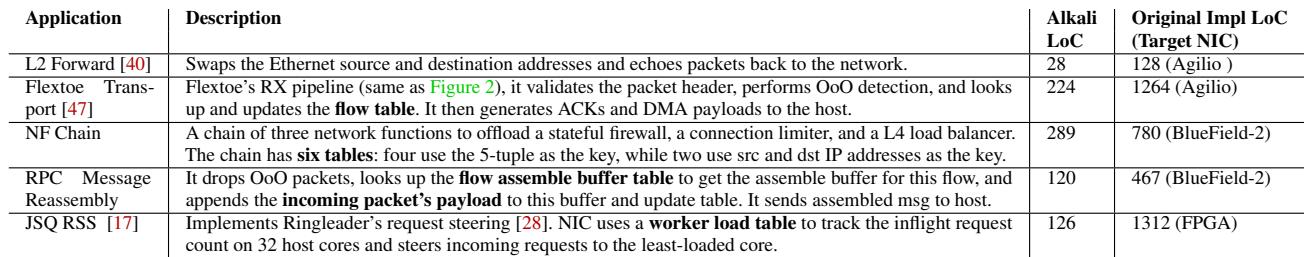 Application Description Alkali Original Impl LoC
LoC (Target NIC)
L2 Forward [40] Swaps the Ethernet source and destination addresses and echoes packets back to the network. 28 128 (Agilio )
Flextoe Trans- Flextoe's RX pipeline (same as Figure 2), it validates the packet header, performs OoO detection, and looks 224 1264 (Agilio)
port [47] up and updates the flow table. It then generates ACKs and DMA payloads to the host.
NF Chain A chain of three network functions to offload a stateful firewall, a connection limiter, and a L4 load balancer. 289 780 (BlueField-2)
The chain has six tables: four use the 5-tuple as the key, while two use src and dst IP addresses as the key.
RPC Message It drops OoO packets, looks up the flow assemble buffer table to get the assemble buffer for this flow, and 120 467 (BlueField-2)
Reassembly appends the incoming packet's payload to this buffer and update table. It sends assembled msg to host.
JSQ RSS [17] Implements Ringleader's request steering [28]. NIC uses a worker load table to track the inflight request 126 1312 (FPGA)
count on 32 host cores and steers incoming requests to the least-loaded core.